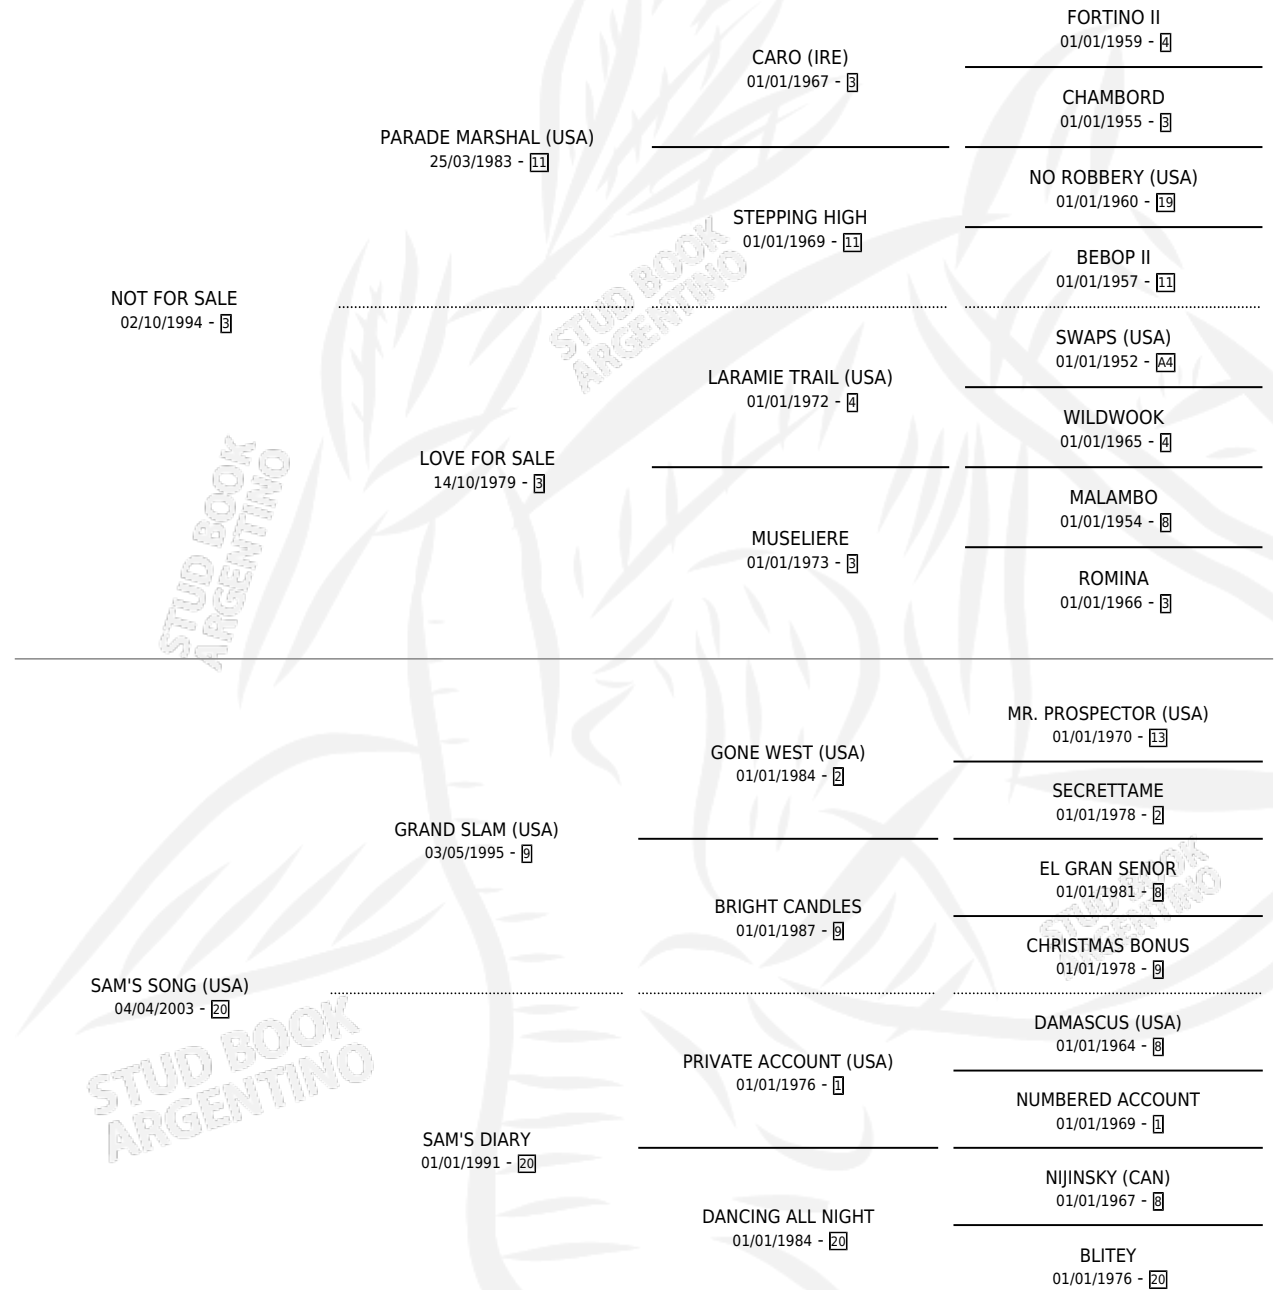 FORTINO II
01/01/1959 - 4
CARO (IRE)
01/01/1967 - 3
CHAMBORD
01/01/1955 - 3
PARADE MARSHAL (USA)
25/03/1983 - 11
NO ROBBERY (USA)
01/01/1960 - 19
STEPPING HIGH
01/01/1969 - 11
BEBOP II
01/01/1957 - 11
NOT FOR SALE
02/10/1994 - 3
SWAPS (USA)
01/01/1952 - A4
LARAMIE TRAIL (USA)
01/01/1972 - 4
WILDWOOK
01/01/1965 - 4
LOVE FOR SALE
14/10/1979 - 3
MALAMBO
01/01/1954 - 8
MUSELIERE
01/01/1973 - 3
ROMINA
01/01/1966 - 3
STUD BOOK
ARGENTINO
STUD BOOK
ARGENTINO
MR. PROSPECTOR (USA)
01/01/1970 - 13
GONE WEST (USA)
01/01/1984 - 2
SECRETTAME
01/01/1978 - 2
GRAND SLAM (USA)
03/05/1995 - 9
EL GRAN SENOR
01/01/1981 - 8
BRIGHT CANDLES
01/01/1987 - 9
CHRISTMAS BONUS
01/01/1978 - 9
SAM'S SONG (USA)
04/04/2003 - 20
DAMASCUS (USA)
01/01/1964 - 8
PRIVATE ACCOUNT (USA)
01/01/1976 - 1
NUMBERED ACCOUNT
01/01/1969 - 1
SAM'S DIARY
01/01/1991 - 20
NIJINSKY (CAN)
01/01/1967 - 8
DANCING ALL NIGHT
01/01/1984 - 20
BLITEY
01/01/1976 - 20
STUD BOOK
ARGENTINO
STUD BOOK
ARGENTINO